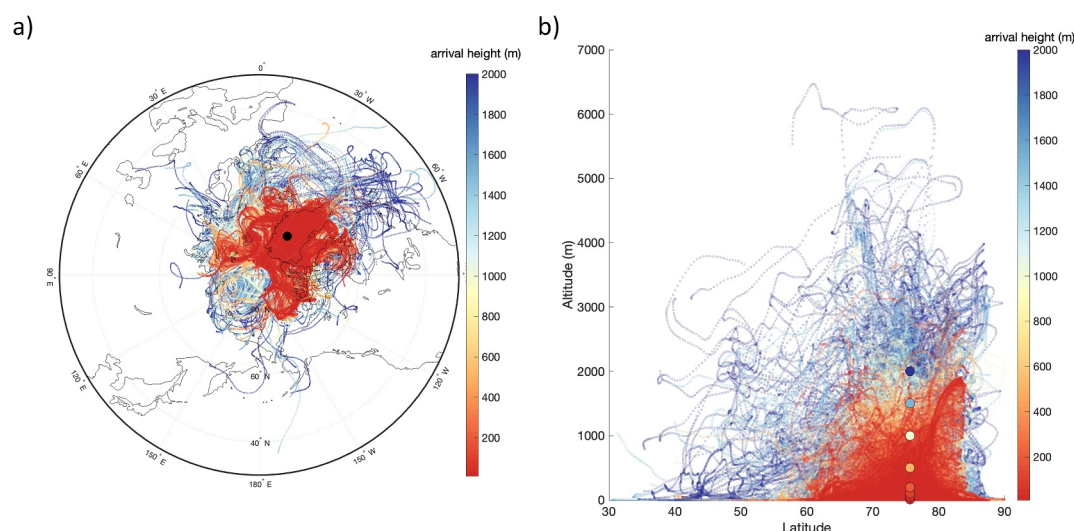 a)
b)
arrival height (m)
arrival height (m)
2000
1800
1600
1400
1200
1000
800
600
400
200
0°
30° W
60° W
120° W
150° W
180° E
150° E
120° E
90° E
60° E
30° E
60° N
40° N
7000
6000
5000
4000
3000
2000
1000
0
Altitude (m)
30
40
50
60
70
80
90
Latitude
2000
1800
1600
1400
1200
1000
800
600
400
200